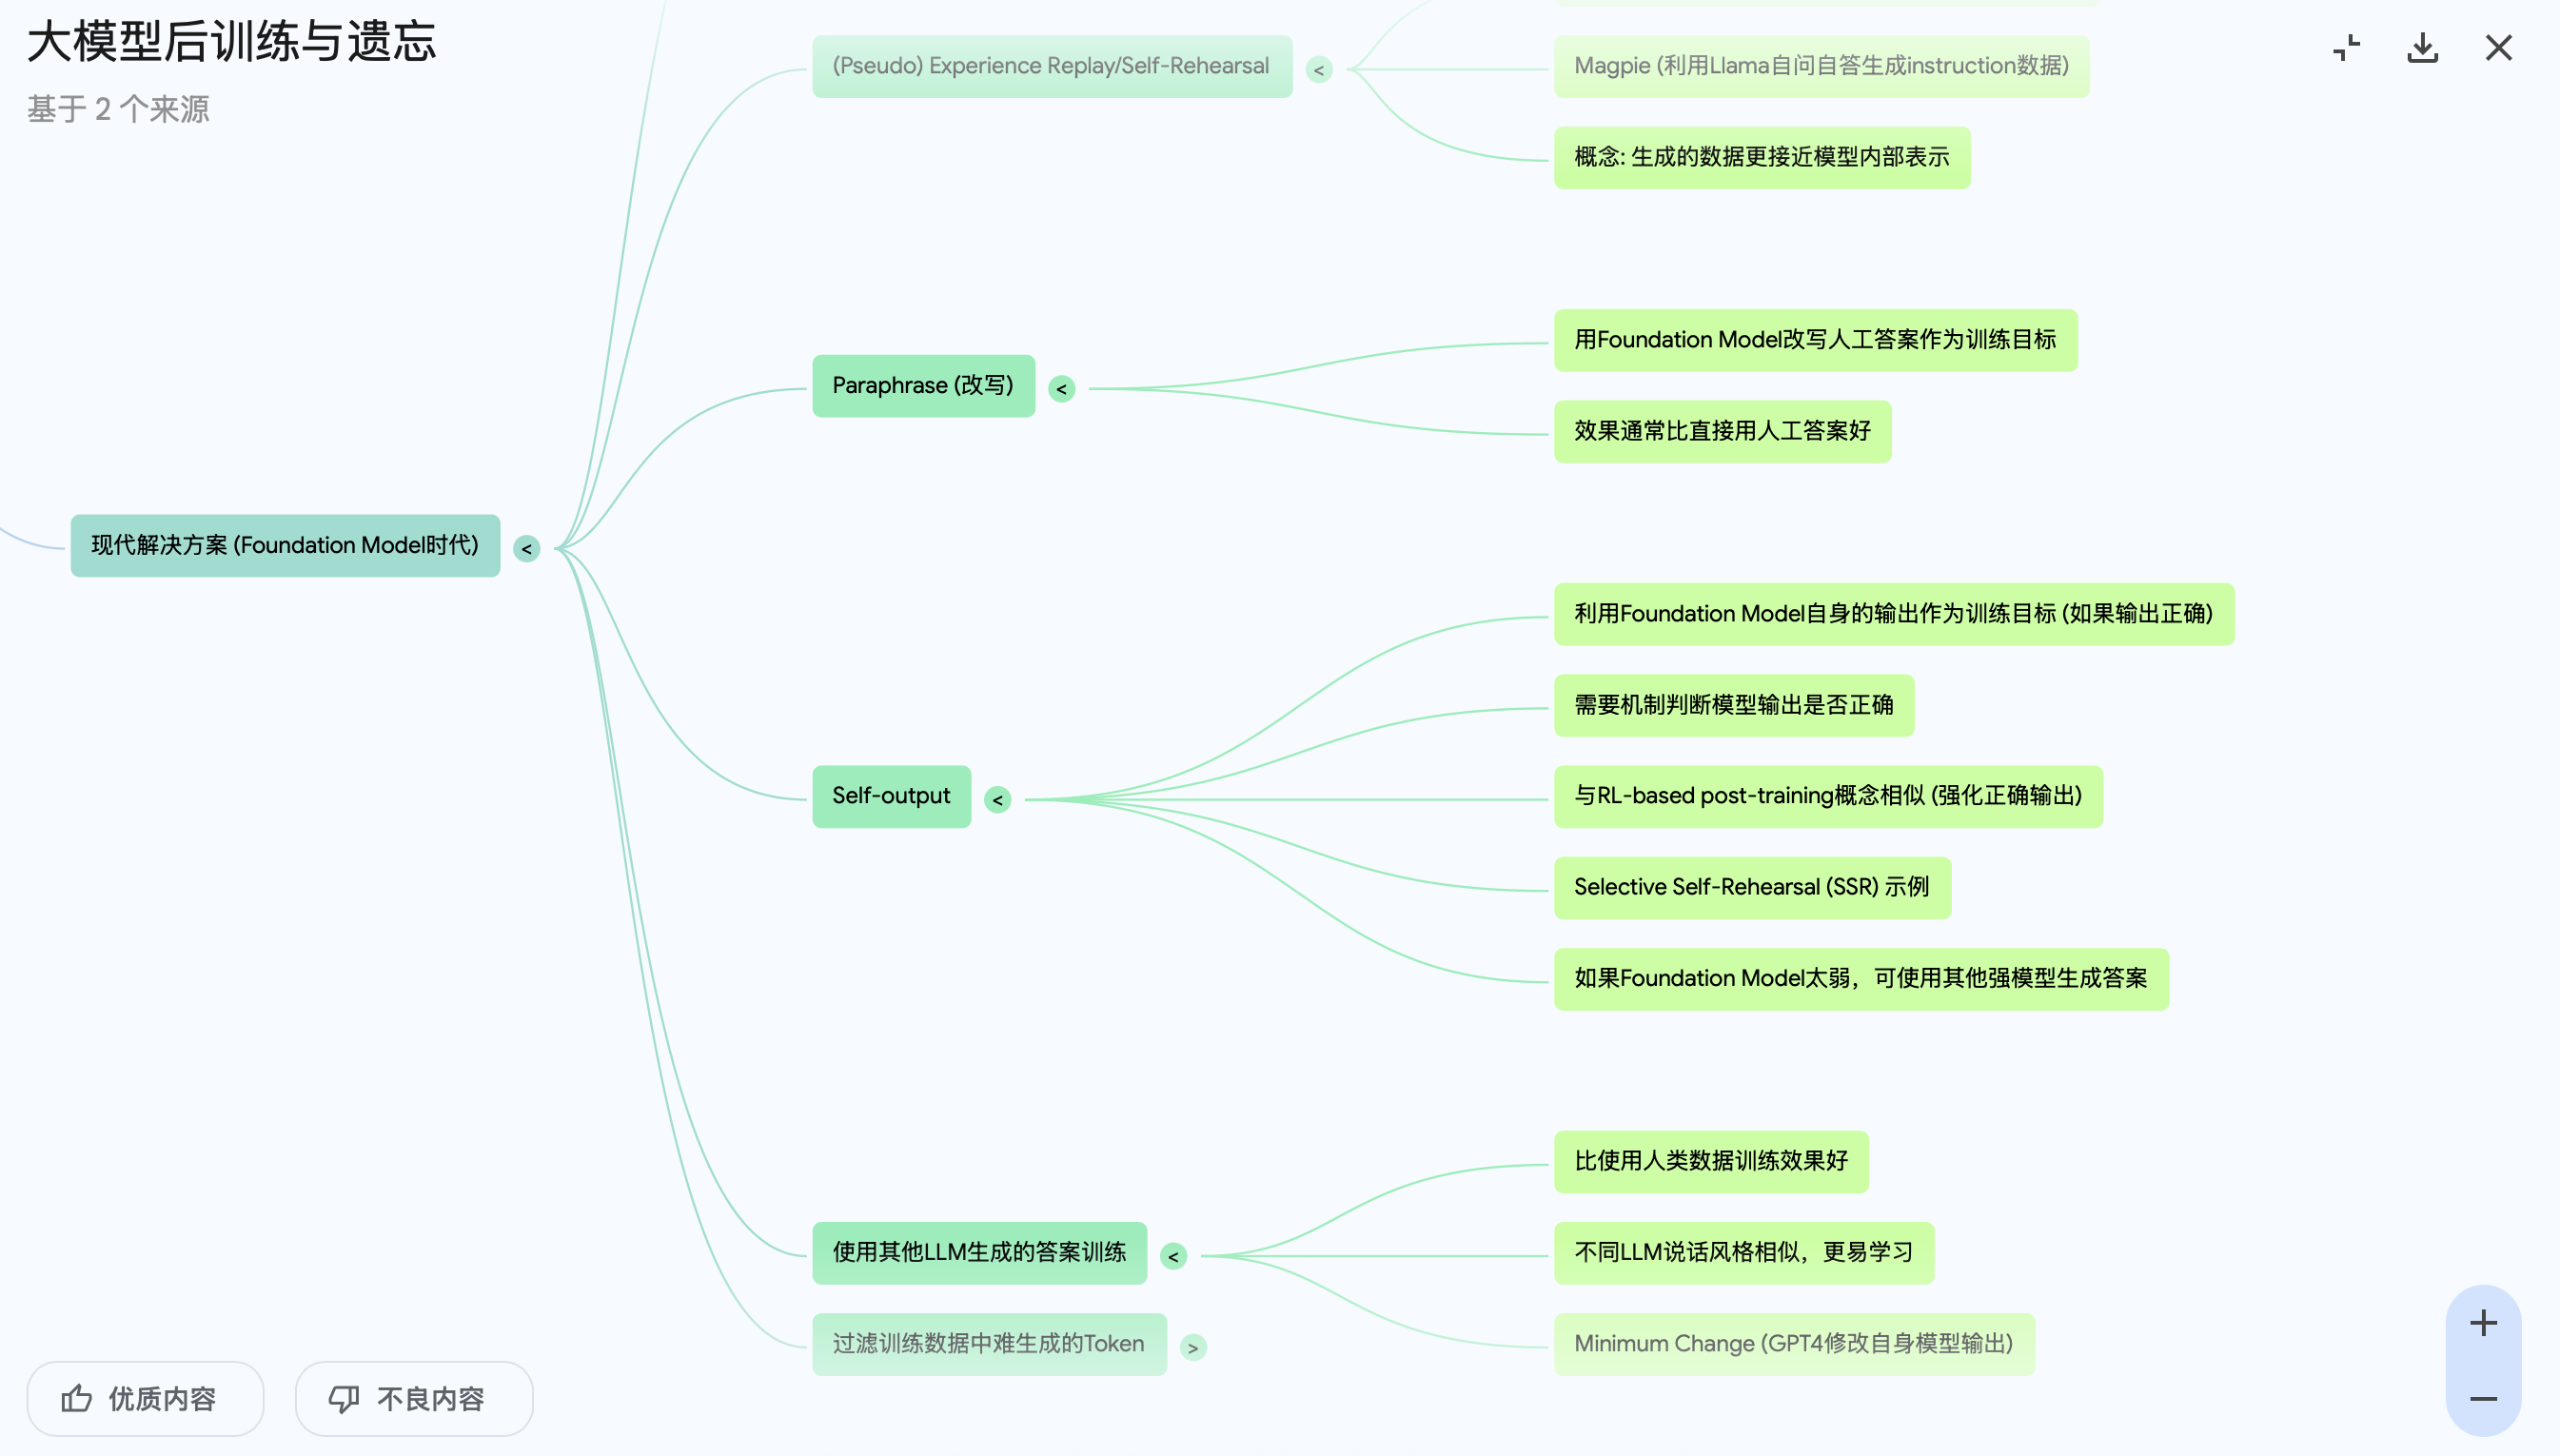 大模型后训练与遗忘
基于 2 个来源
(Pseudo) Experience Replay/Self-Rehearsal
<
Magpie (利用Llama自问自答生成instruction数据)
概念: 生成的数据更接近模型内部表示
Paraphrase (改写)
<
用Foundation Model改写人工答案作为训练目标
效果通常比直接用人工答案好
现代解决方案 (Foundation Model时代)
<
Self-output
<
利用Foundation Model自身的输出作为训练目标 (如果输出正确)
需要机制判断模型输出是否正确
与RL-based post-training概念相似 (强化正确输出)
Selective Self-Rehearsal (SSR) 示例
如果Foundation Model太弱，可使用其他强模型生成答案
使用其他LLM生成的答案训练
<
比使用人类数据训练效果好
不同LLM说话风格相似，更易学习
Minimum Change (GPT4修改自身模型输出)
过滤训练数据中难生成的Token
>
优质内容
不良内容